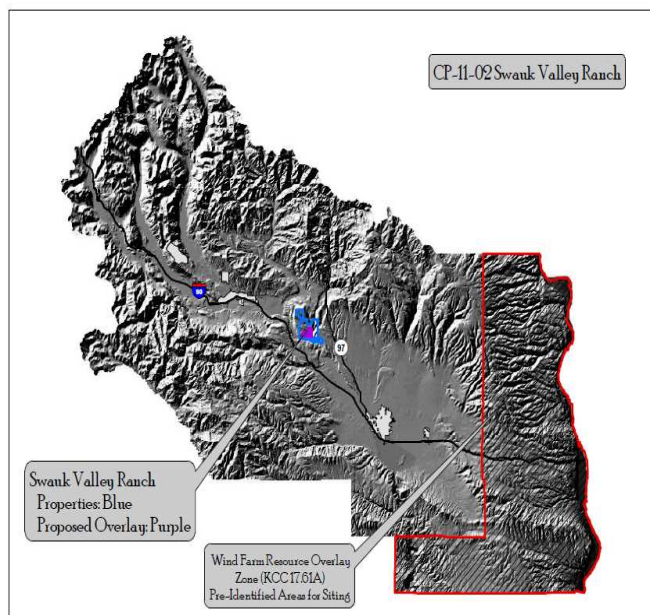 CP-11-02 Swauk Valley Ranch
90
97
Swauk Valley Ranch
Properties: Blue
Proposed Overlay: Purple
Wind Farm Resource Overlay
Zone (KCC 17.61A)
Pre-Identified Areas for Siting